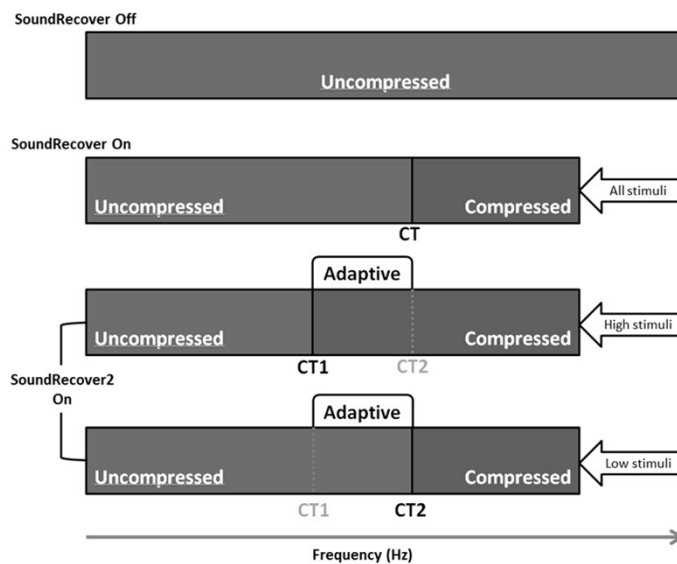 SoundRecover Off
Uncompressed
SoundRecover On
Uncompressed
Compressed
All stimuli
CT
Adaptive
Uncompressed
Compressed
High stimuli
CT1
CT2
SoundRecover2
On
Adaptive
Uncompressed
Compressed
Low stimuli
CT1
CT2
Frequency (Hz)